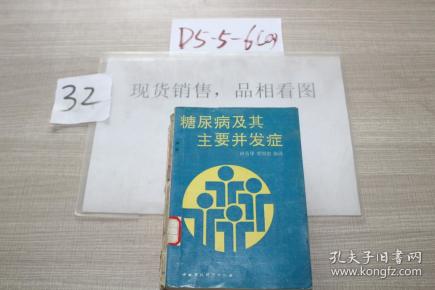 D5-5-6(0)
32
现货销售，品相看图
糖尿病及其
主要并发症
孔夫子旧书网
www.kongfz.com